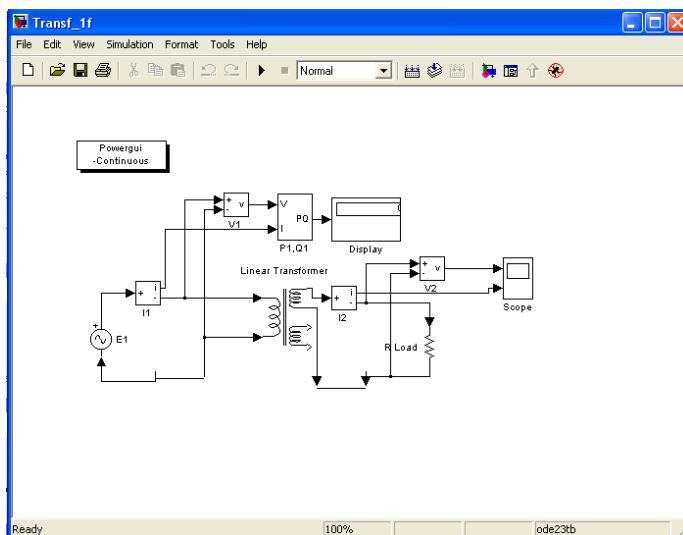 Transf_1f
File Edit View Simulation Format Tools Help
Normal
Powergui
-Continuous
+
-
v
V1
V
I
PQ
P1,Q1
Display
Linear Transformer
+
i
-
I1
+
E1
+
i
-
I2
+
-
v
V2
Scope
R Load
Ready 100% ode23tb